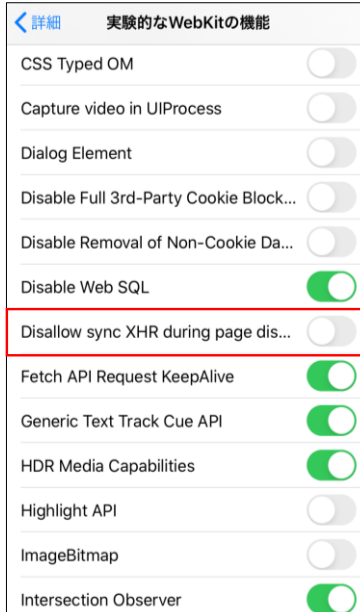 詳細
実験的なWebKitの機能
CSS Typed OM
Capture video in UIProcess
Dialog Element
Disable Full 3rd-Party Cookie Block...
Disable Removal of Non-Cookie Da...
Disable Web SQL
Disallow sync XHR during page dis...
Fetch API Request KeepAlive
Generic Text Track Cue API
HDR Media Capabilities
Highlight API
ImageBitmap
Intersection Observer